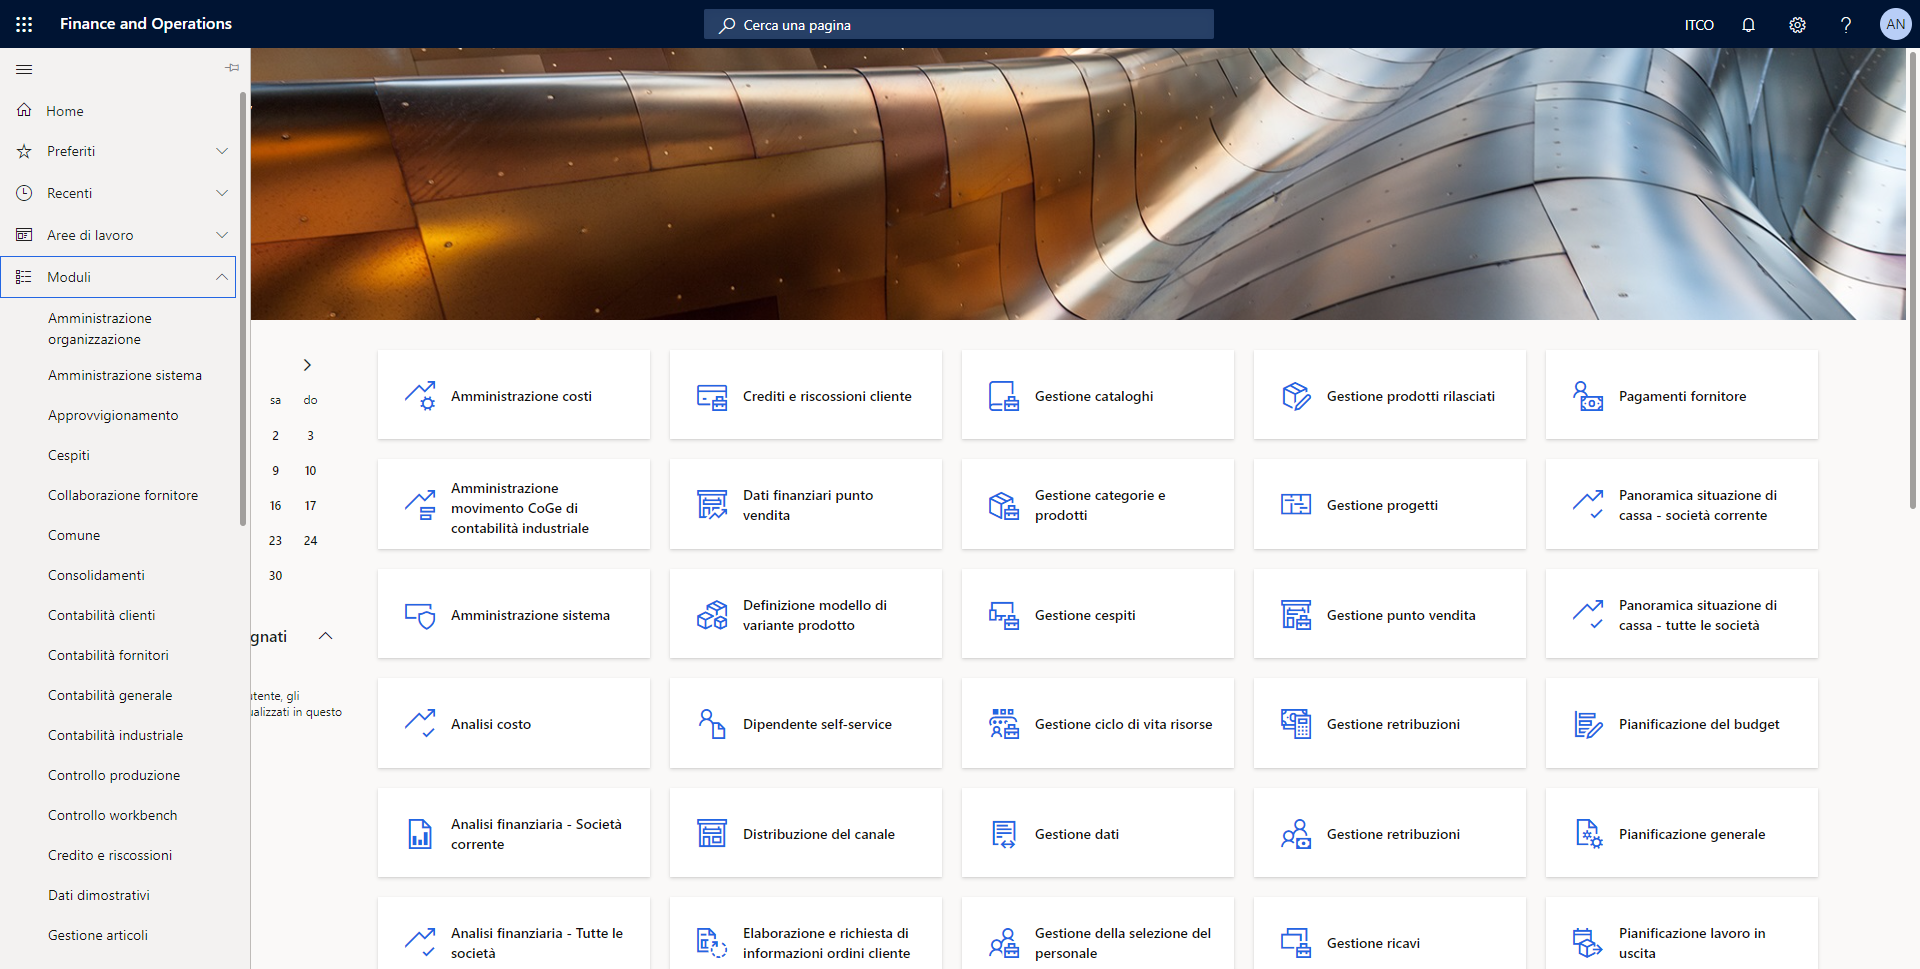 Finance and Operations
Cerca una pagina
ITCO
AN
Home
Preferiti
Recenti
Aree di lavoro
Moduli
Amministrazione
organizzazione
Amministrazione sistema
Approvvigionamento
Cespiti
Collaborazione fornitore
Comune
Consolidamenti
Contabilità clienti
Contabilità fornitori
Contabilità generale
Contabilità industriale
Controllo produzione
Controllo workbench
Credito e riscossioni
Dati dimostrativi
Gestione articoli
sa do
2 3
9 10
16 17
23 24
30
gnati
utente, gli
ualizzati in questo
Amministrazione costi
Crediti e riscossioni cliente
Gestione cataloghi
Gestione prodotti rilasciati
Pagamenti fornitore
Amministrazione
movimento CoGe di
contabilità industriale
Dati finanziari punto
vendita
Gestione categorie e
prodotti
Gestione progetti
Panoramica situazione di
cassa - società corrente
Amministrazione sistema
Definizione modello di
variante prodotto
Gestione cespiti
Gestione punto vendita
Panoramica situazione di
cassa - tutte le società
Analisi costo
Dipendente self-service
Gestione ciclo di vita risorse
Gestione retribuzioni
Pianificazione del budget
Analisi finanziaria - Società
corrente
Distribuzione del canale
Gestione dati
Gestione retribuzioni
Pianificazione generale
Analisi finanziaria - Tutte le
società
Elaborazione e richiesta di
informazioni ordini cliente
Gestione della selezione del
personale
Gestione ricavi
Pianificazione lavoro in
uscita